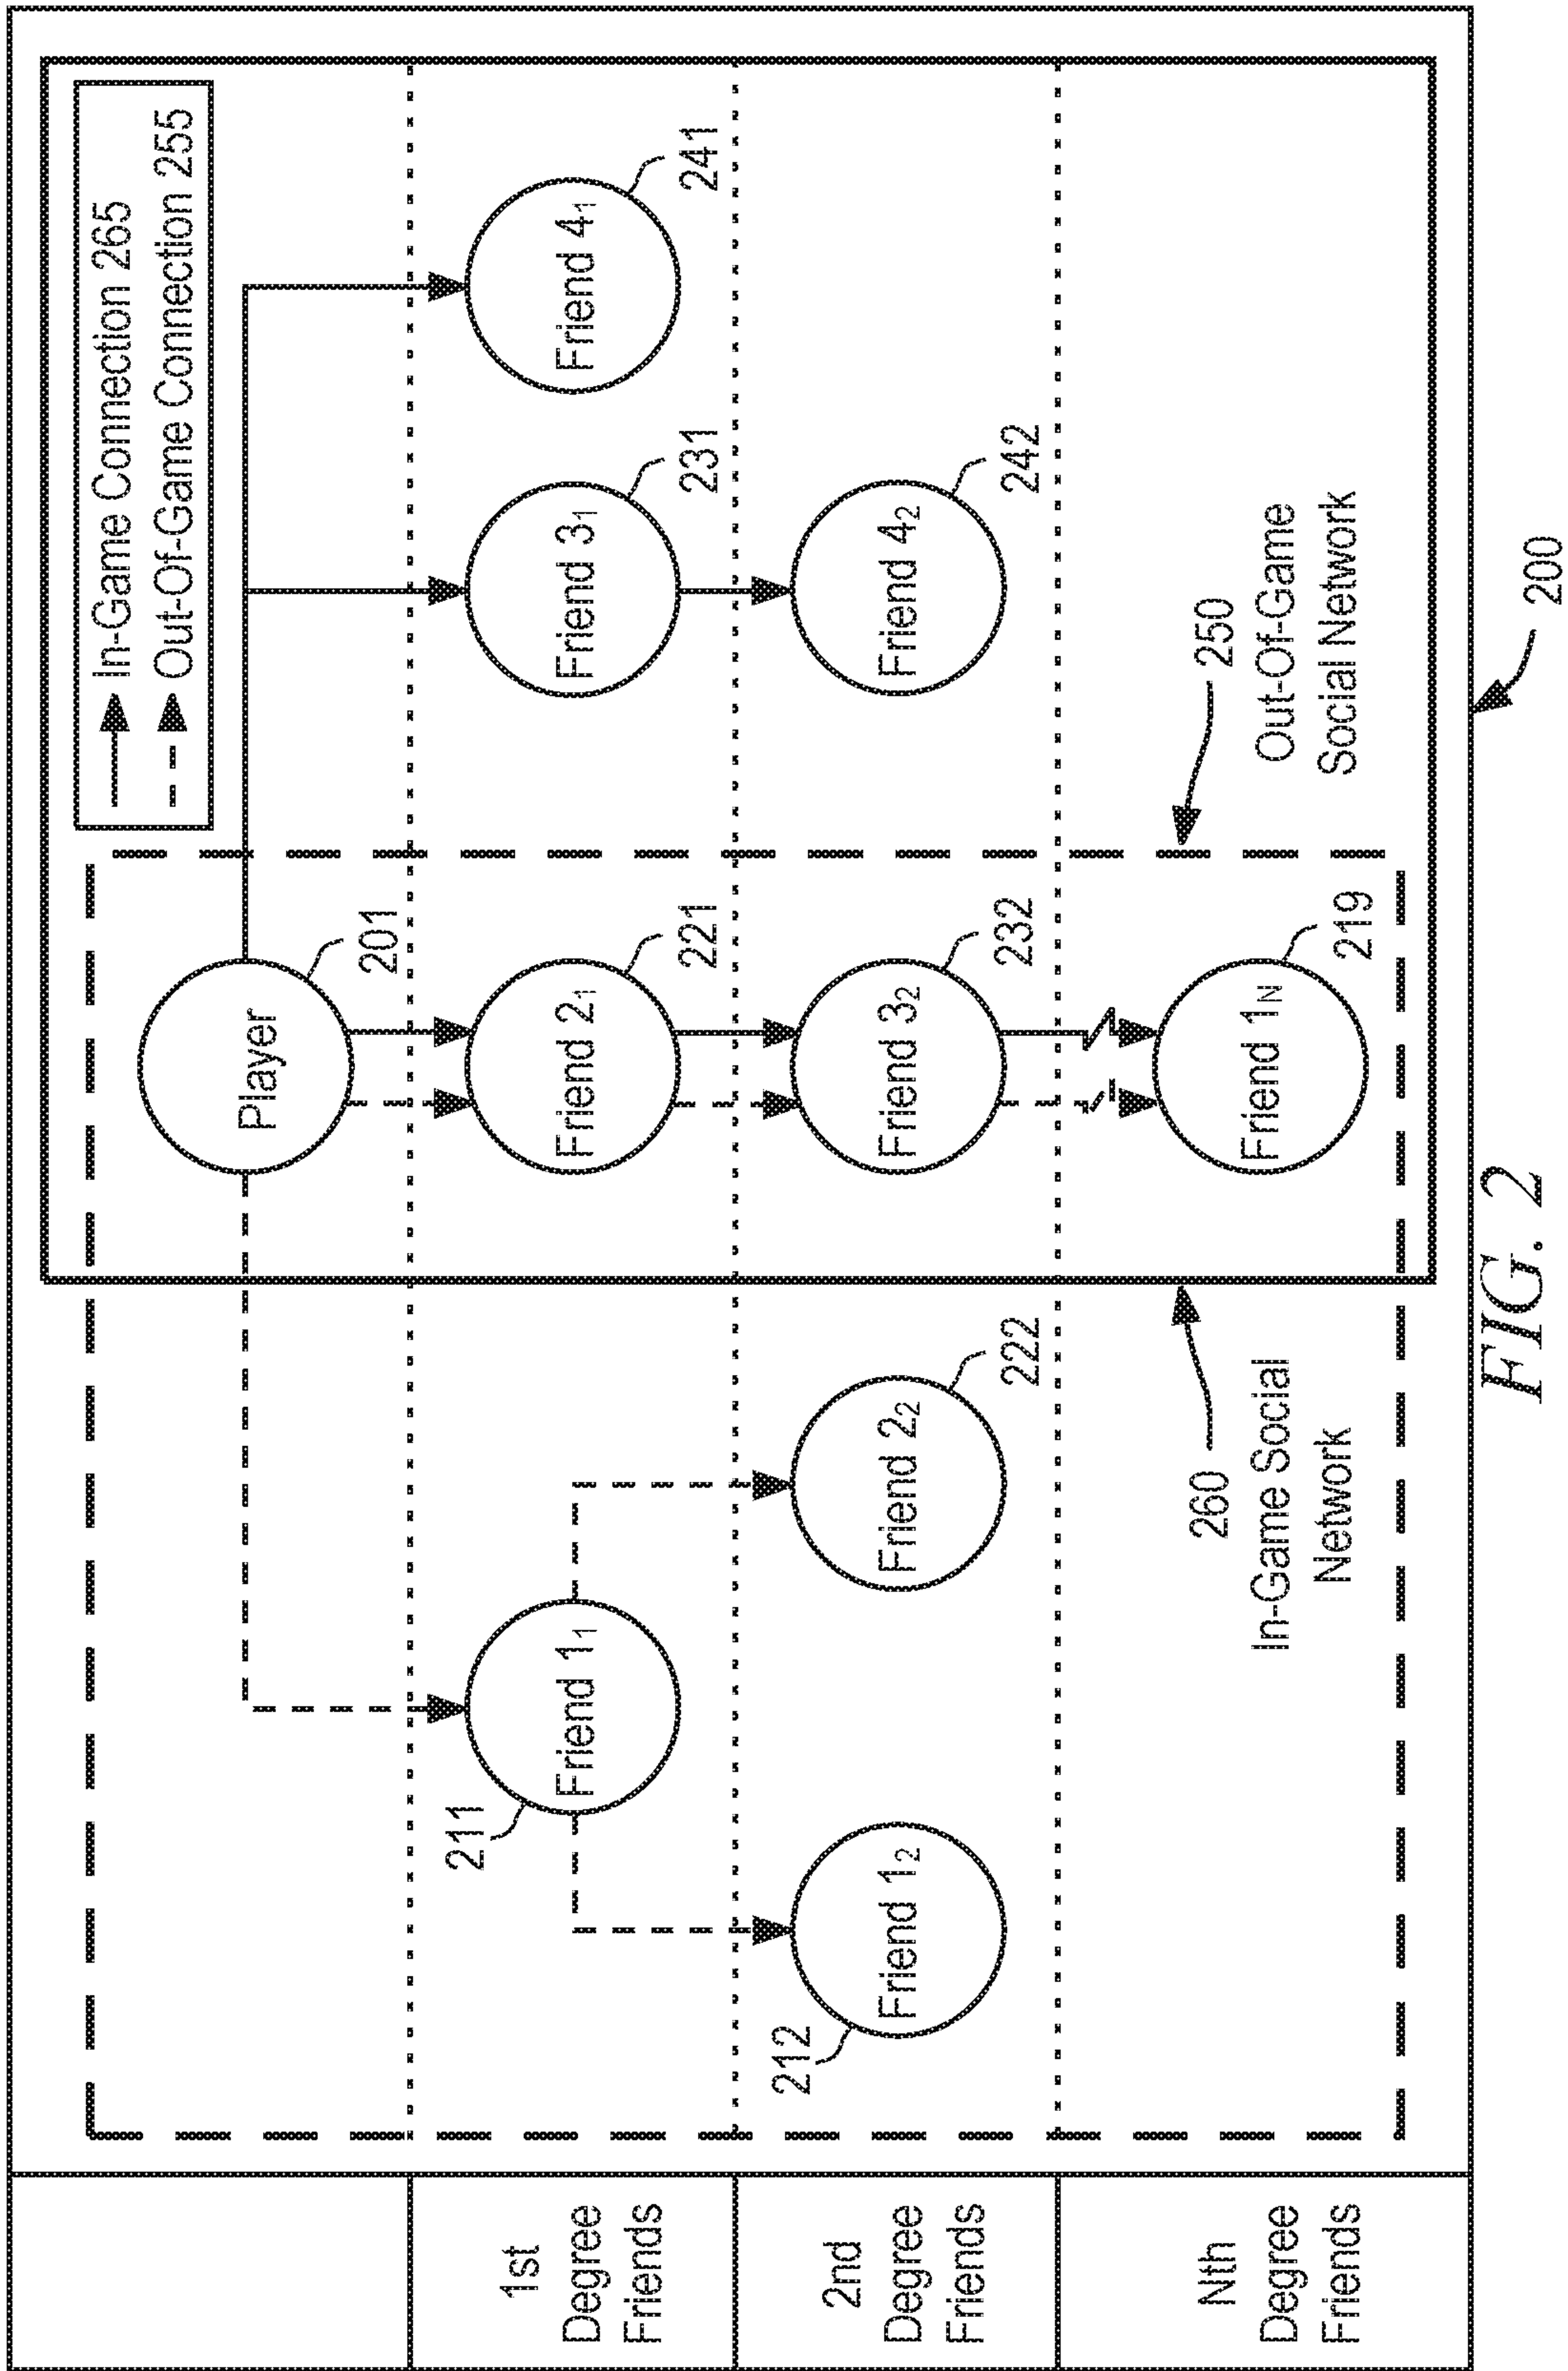 In-Game Connection 265
Out-Of-Game Connection 255
Player
201
1st
Degree
Friends
211
Friend 1₁
Friend 2₁
221
Friend 3₁
231
Friend 4₁
241
2nd
Degree
Friends
212
Friend 1₂
Friend 2₂
222
Friend 3₂
232
Friend 4₂
242
Nth
Degree
Friends
260
In-Game Social
Network
Friend 1N
219
250
Out-Of-Game
Social Network
200
FIG. 2